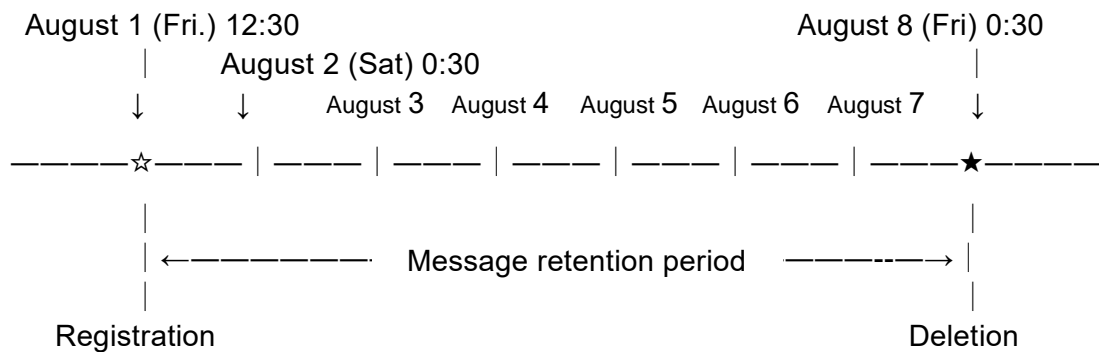 August 1 (Fri.) 12:30 August 8 (Fri) 0:30
August 2 (Sat) 0:30
August 3 August 4 August 5 August 6 August 7
Message retention period
Registration Deletion